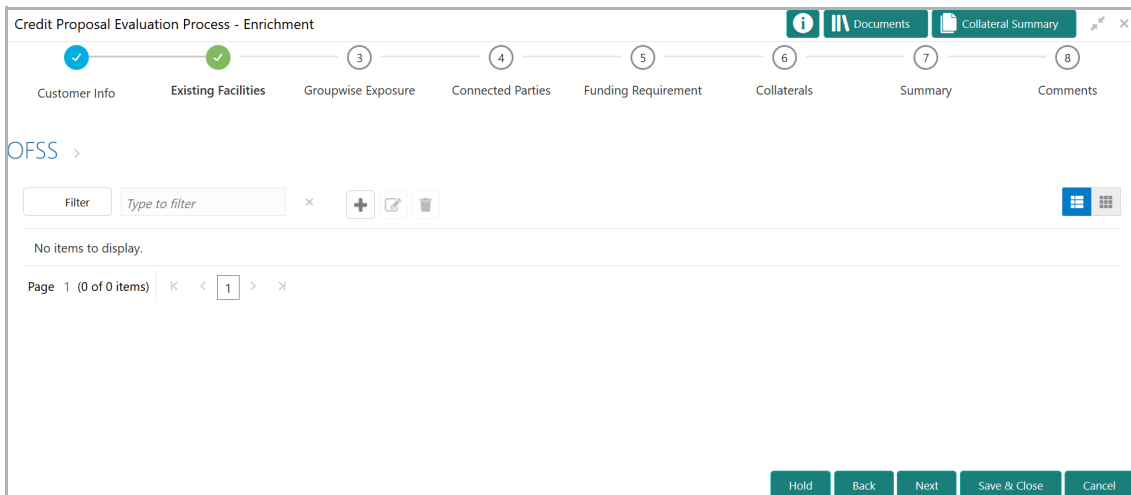 Credit Proposal Evaluation Process - Enrichment
Documents
Collateral Summary
3 4 5 6 7 8
Customer Info Existing Facilities Groupwise Exposure Connected Parties Funding Requirement Collaterals Summary Comments
OFSS
Filter Type to filter
No items to display.
Page 1 (0 of 0 items) 1
Hold Back Next Save & Close Cancel